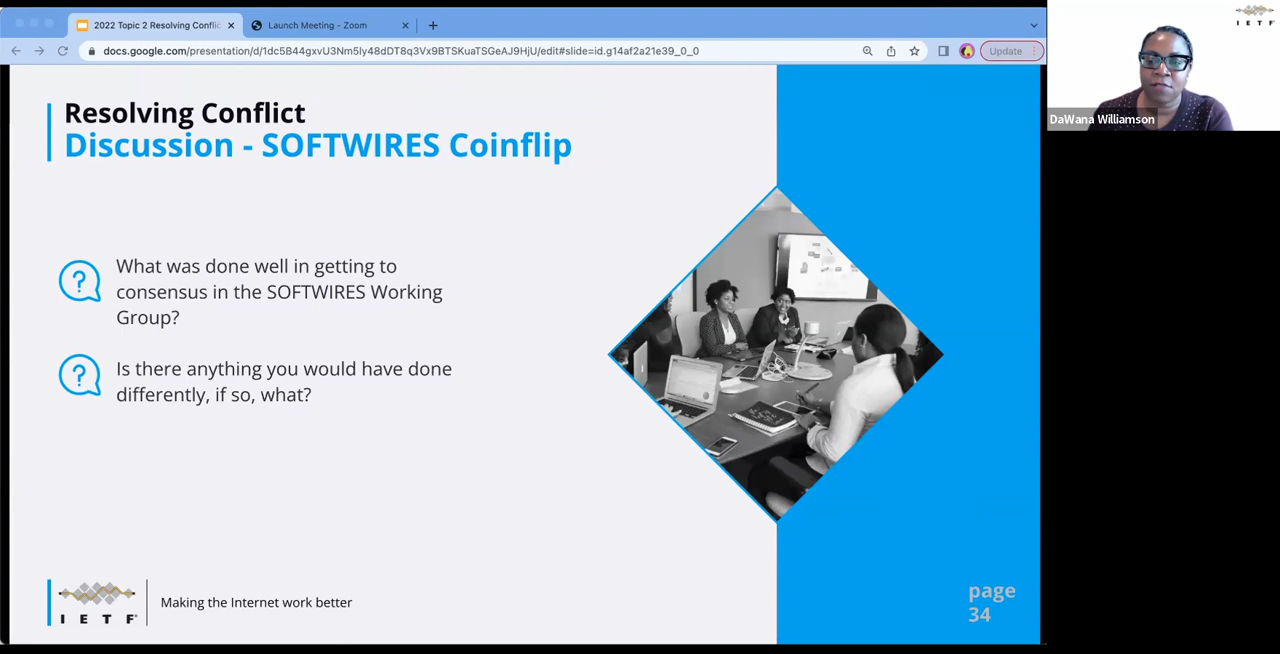 2022 Topic 2 Resolving Conflic
Launch Meeting - Zoom
docs.google.com/presentation/d/1dc5B44gxvU3Nm5ly48dDT8q3Vx9BTSKuaTSGeAJ9HjU/edit#slide=id.g14af2a21e39_0_0
Update
IETF
DaWana Williamson
Resolving Conflict
Discussion - SOFTWIRES Coinflip
What was done well in getting to
consensus in the SOFTWIRES Working
Group?
Is there anything you would have done
differently, if so, what?
IETF
Making the Internet work better
page
34